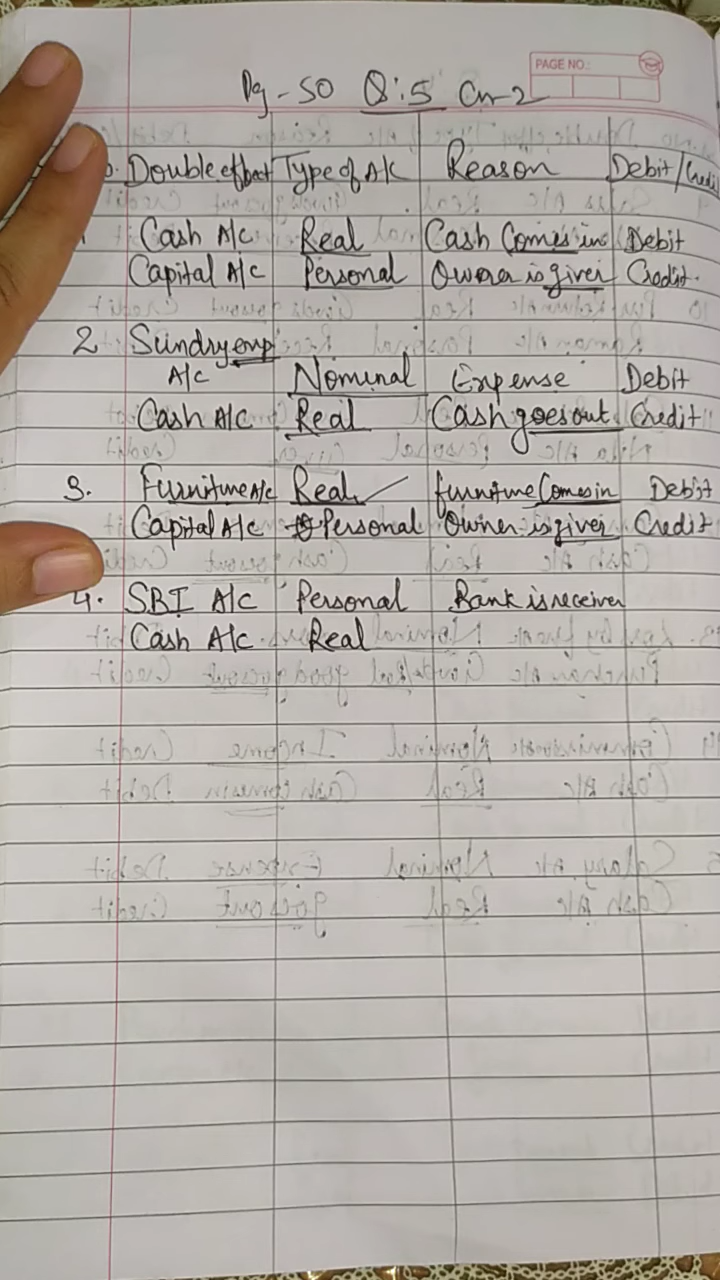 PAGE NO.:
Pg - 50 Q:5 Ch-2
Double effect Type of A/c Reason Debit/Credit
Cash A/c Real Cash Comes in Debit
Capital A/c Personal Owner is giver Credit.
2 Sundry exp
A/c Nominal Expense Debit
Cash A/c Real Cash goes out Credit
3. Furniture A/c Real furniture Comes in Debit
Capital A/c Personal Owner is giver Credit
4. SBI A/c Personal Bank is receiver
Cash A/c Real